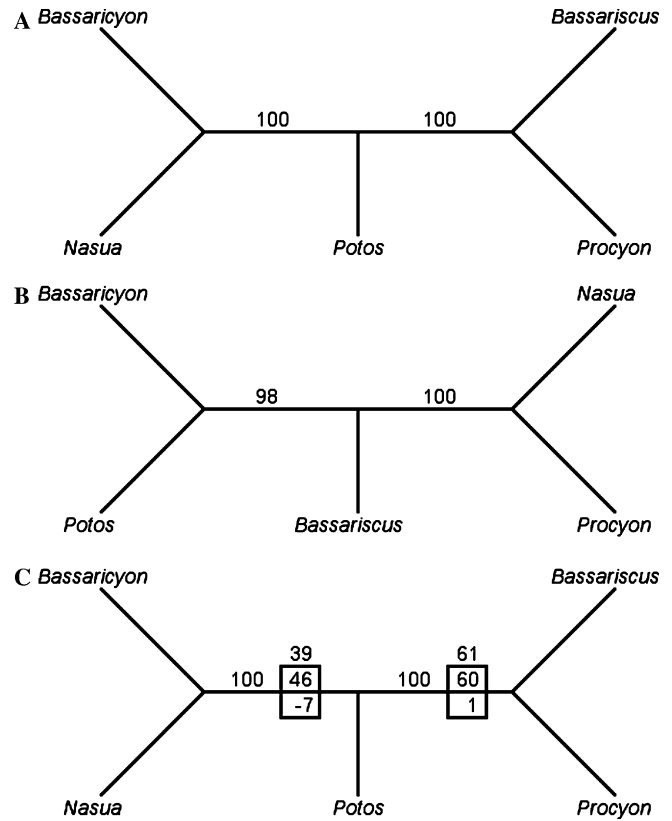 A Bassaricyon Bassariscus
100 100
Nasua Potos Procyon
B Bassaricyon Nasua
98 100
Potos Bassariscus Procyon
C Bassaricyon Bassariscus
39 61
100 46 100 60
-7 1
Nasua Potos Procyon